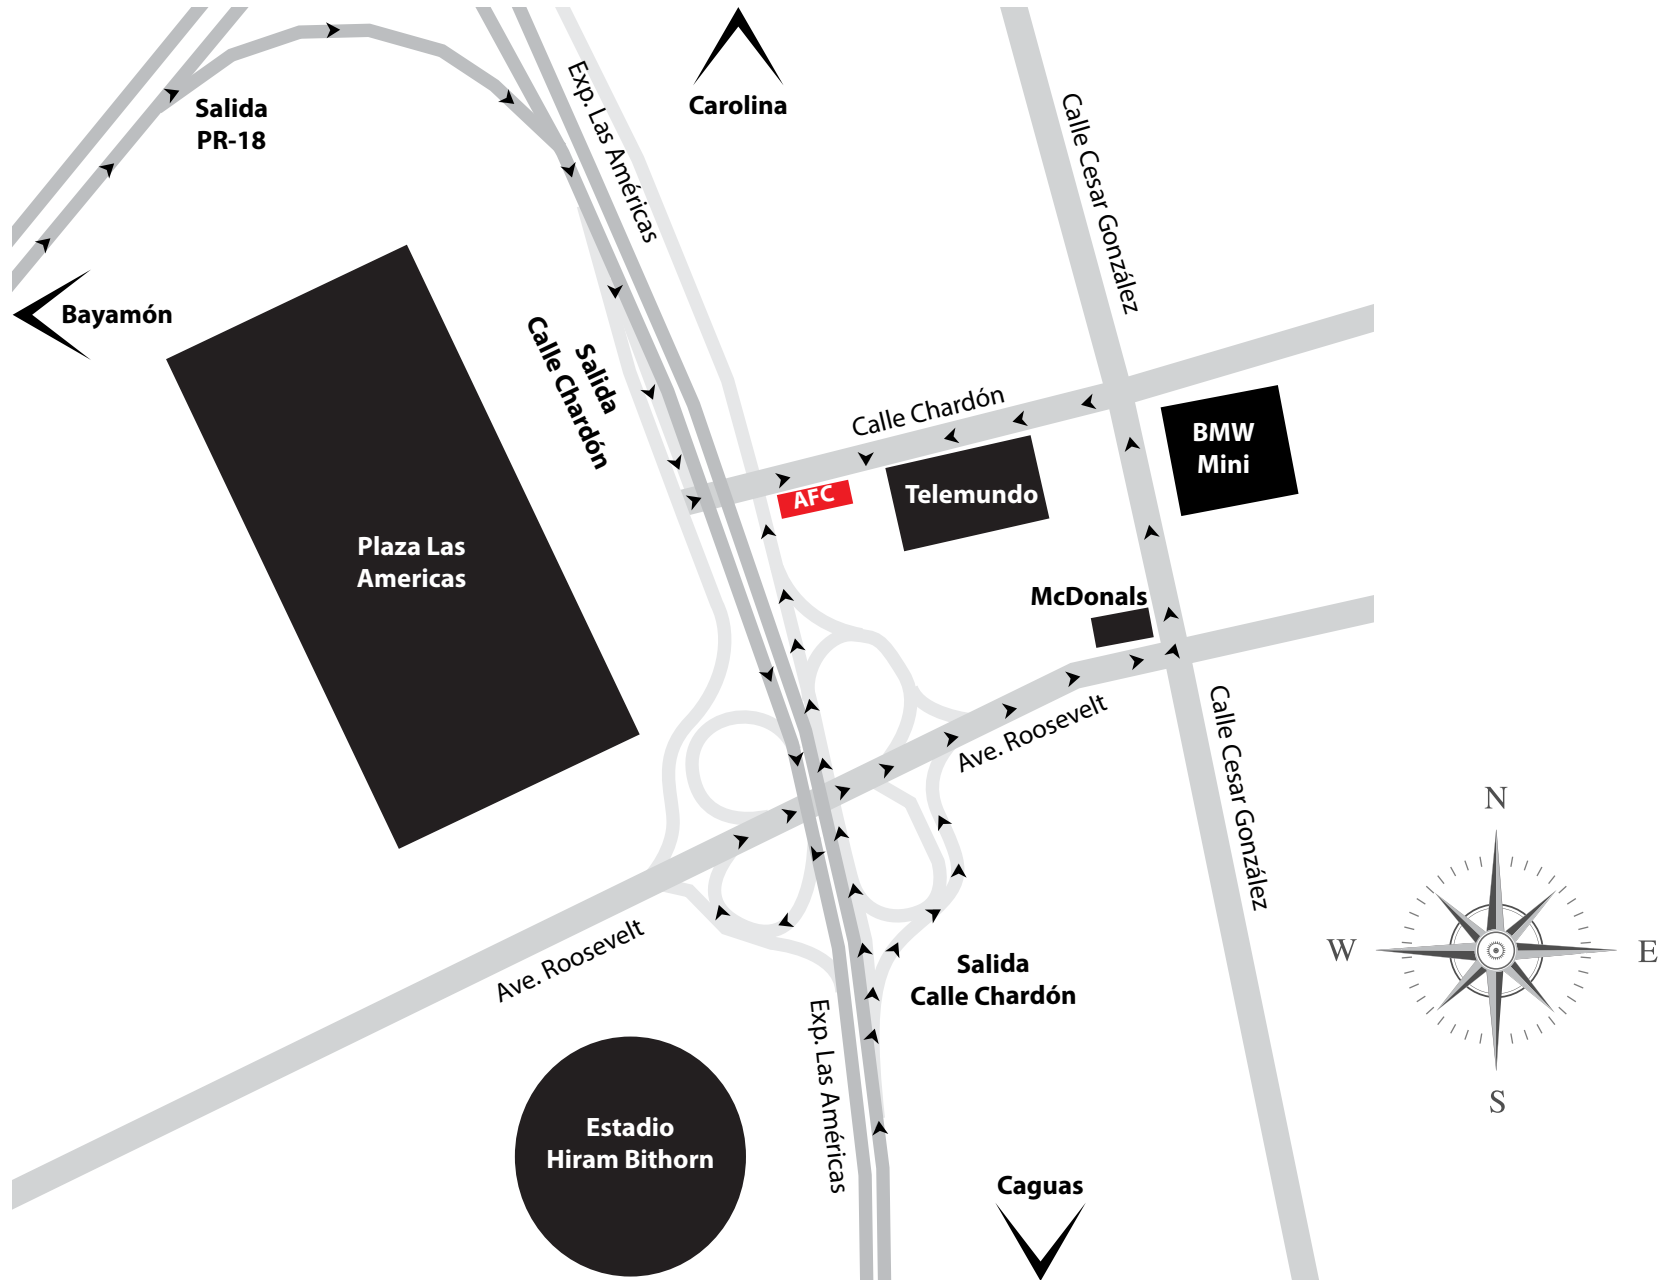 Exp. Las Américas
Carolina
Calle Cesar González
Salida
PR-18
Bayamón
Salida
Calle Chardón
Calle Chardón
BMW
Mini
AFC
Telemundo
Plaza Las
Americas
McDonals
Ave. Roosevelt
Calle Cesar González
N
W
E
S
Ave. Roosevelt
Salida
Calle Chardón
Exp. Las Américas
Estadio
Hiram Bithorn
Caguas